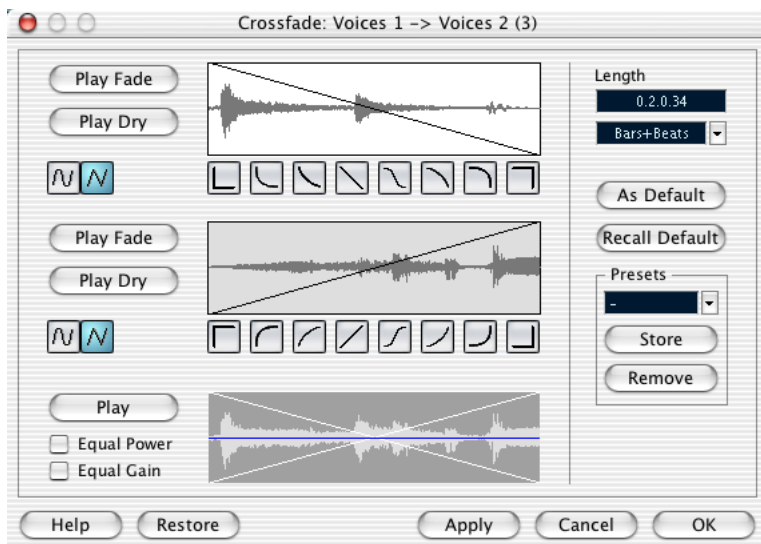 Crossfade: Voices 1 -> Voices 2 (3)
Play Fade
Play Dry
Play Fade
Play Dry
Play
Equal Power
Equal Gain
Length
0.2.0.34
Bars+Beats
As Default
Recall Default
Presets
-
Store
Remove
Help
Restore
Apply
Cancel
OK